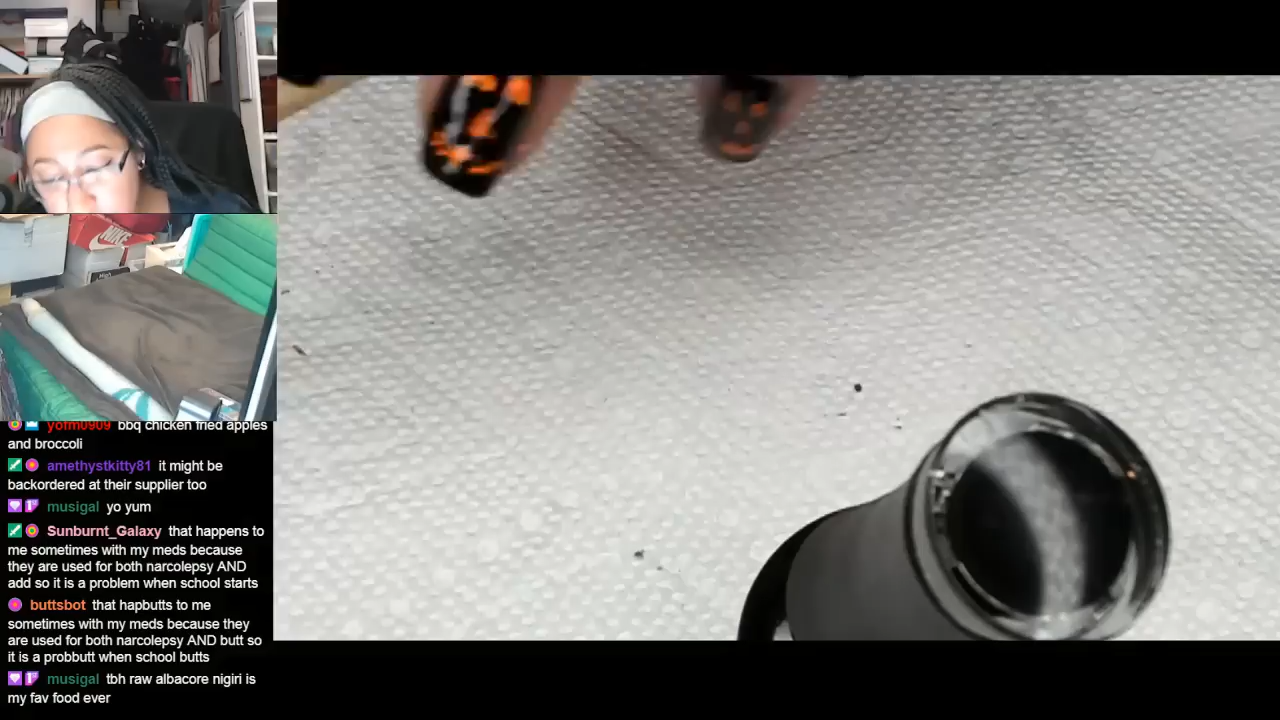 NIKE
High
yofm0909 bbq chicken fried apples
and broccoli
amethystkitty81 it might be
backordered at their supplier too
musigal yo yum
Sunburnt_Galaxy that happens to
me sometimes with my meds because
they are used for both narcolepsy AND
add so it is a problem when school starts
buttsbot that hapbutts to me
sometimes with my meds because they
are used for both narcolepsy AND butt so
it is a probbutt when school butts
musigal tbh raw albacore nigiri is
my fav food ever